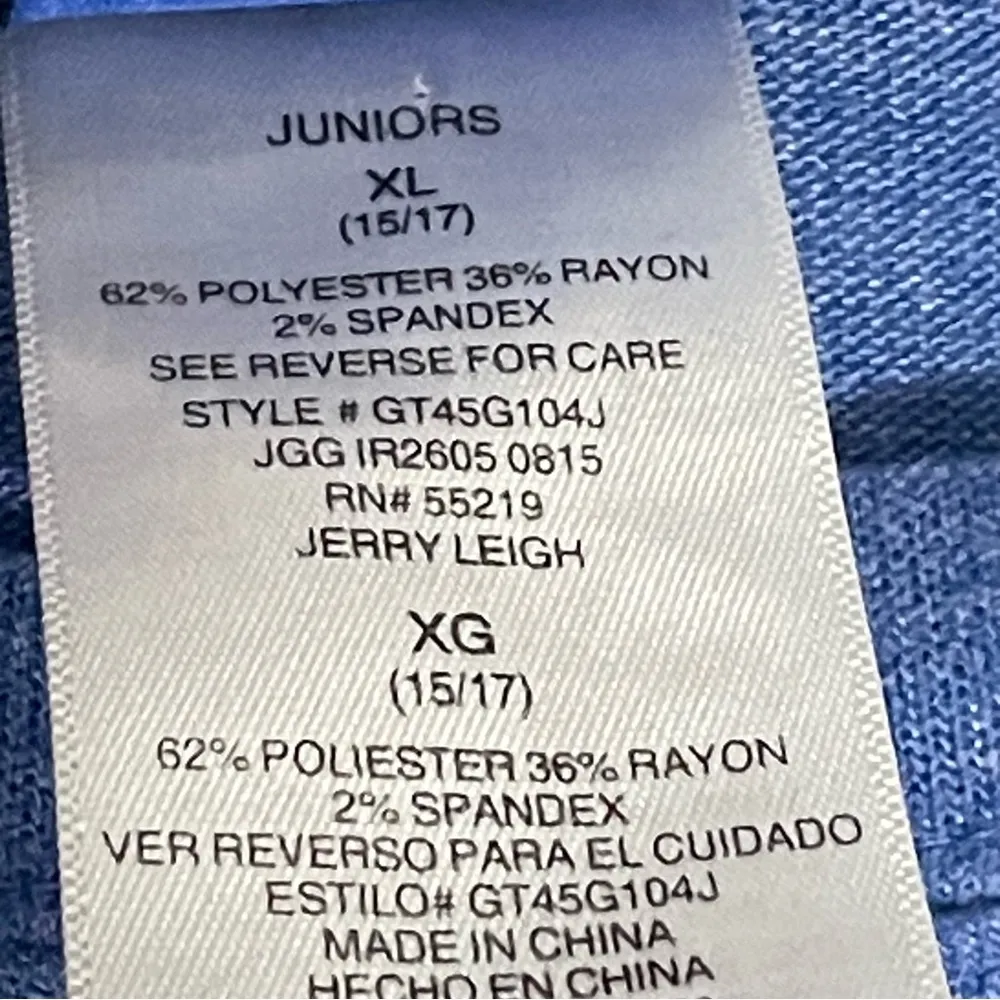 JUNIORS
XL
(15/17)
62% POLYESTER 36% RAYON
2% SPANDEX
SEE REVERSE FOR CARE
STYLE # GT45G104J
JGG IR2605 0815
RN# 55219
JERRY LEIGH
XG
(15/17)
62% POLIESTER 36% RAYON
2% SPANDEX
VER REVERSO PARA EL CUIDADO
ESTILO# GT45G104J
MADE IN CHINA
HECHO EN CHINA